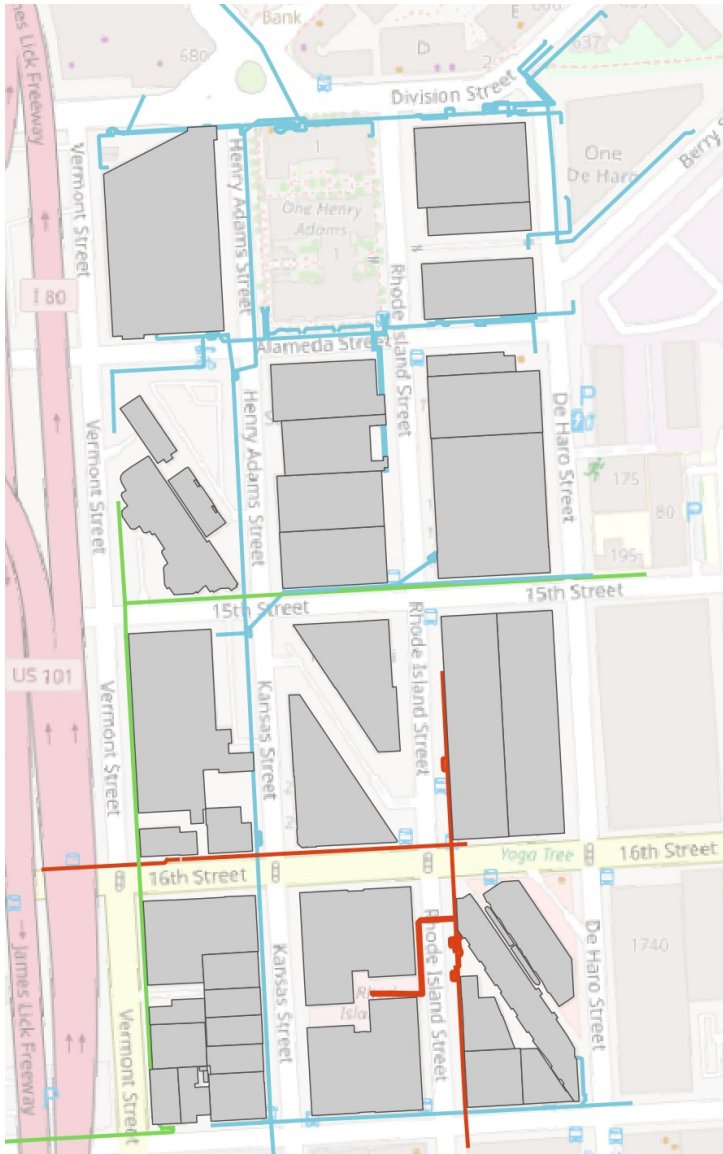 Bank
E
D
2
637
680
Division Street
James Lick Freeway
Vermont Street
Henry Adams Street
1
One
De Haro
Berry S
One Henry
Adams
1
Rhode Island Street
I 80
Alameda Street
De Haro Street
P
Vermont Street
Henry Adams Street
175
80
P
195
15th Street
15th Street
US 101
Vermont Street
Kansas Street
Rhode Island Street
2
2
16th Street
Yoga Tree
16th Street
James Lick Freeway
Vermont Street
Kansas Street
Rhode Island Street
De Haro Street
1740